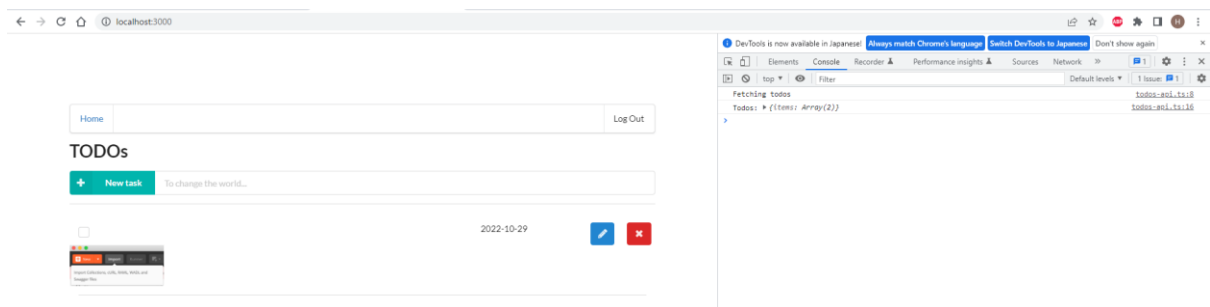 localhost:3000
DevTools is now available in Japanese! Always match Chrome's language Switch DevTools to Japanese Don't show again
Elements Console Recorder Performance insights Sources Network 1
top Filter Default levels 1 Issue: 1
Fetching todos todos-api.ts:8
Todos: {items: Array(2)} todos-api.ts:16
Home Log Out
TODOs
New task To change the world...
2022-10-29
Import